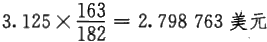 3.125 × 163/182 = 2.798 763 美元